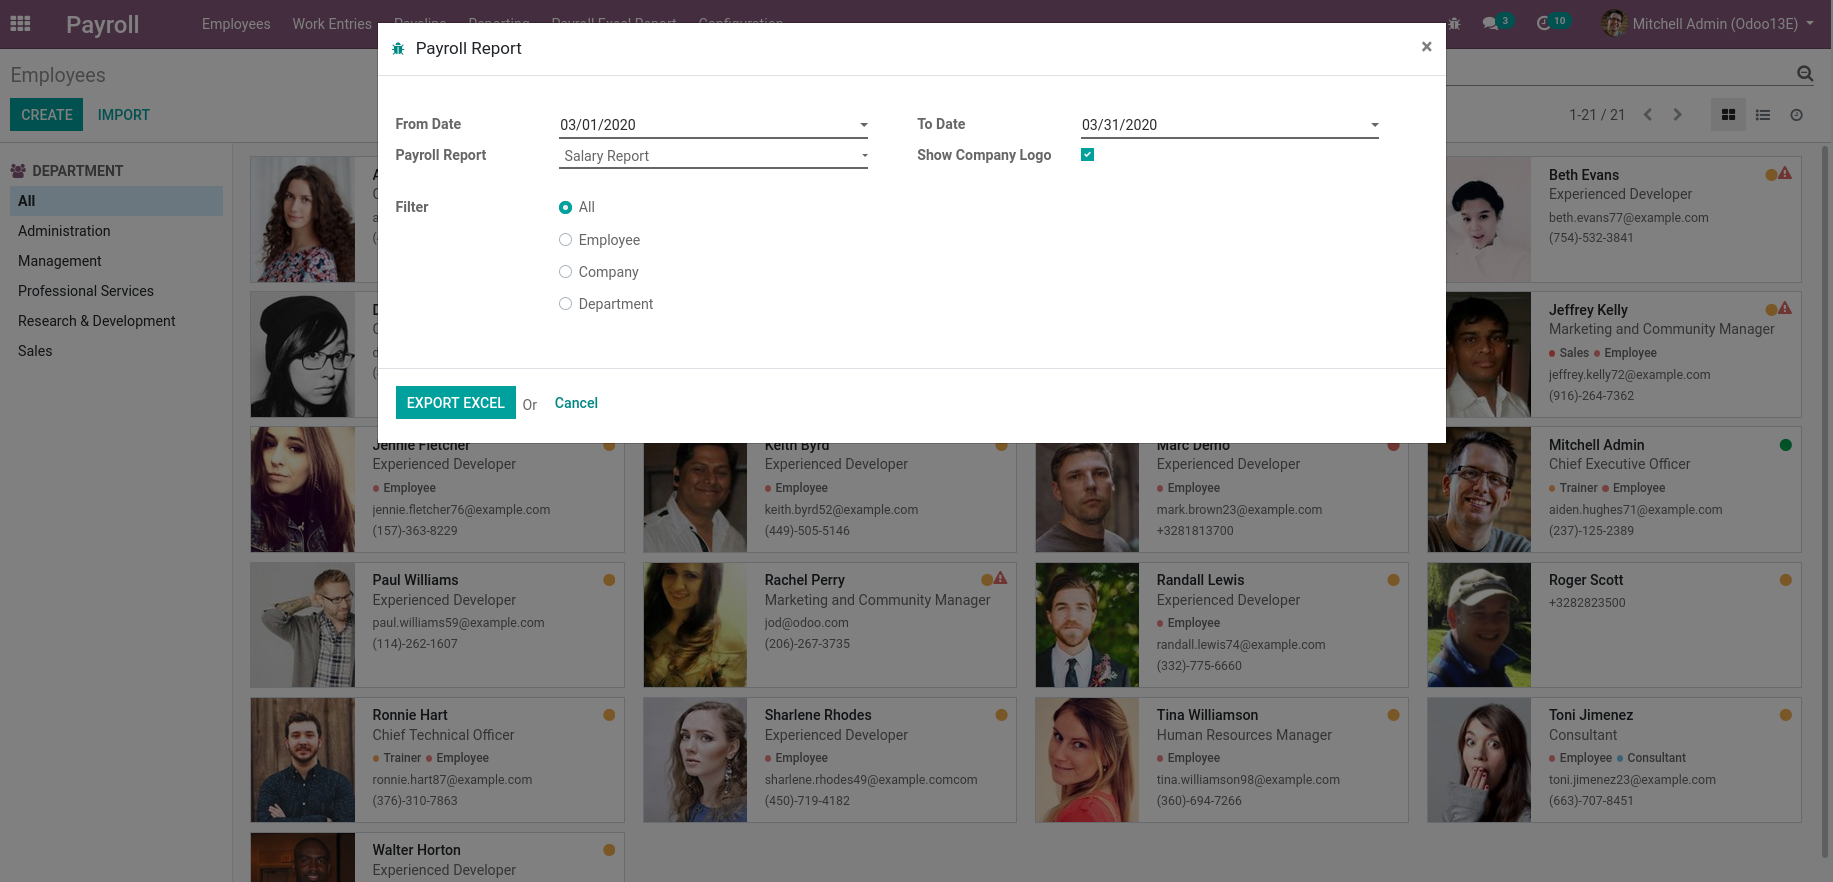 Payroll Employees Work Entries Payslips Reporting Payroll Excel Report Configuration 3 10 Mitchell Admin (Odoo13E)
Payroll Report ×
Employees
CREATE IMPORT
1-21 / 21
From Date 03/01/2020 To Date 03/31/2020
Payroll Report Salary Report Show Company Logo
Filter All
Employee
Company
Department
EXPORT EXCEL Or Cancel
DEPARTMENT
All
Administration
Management
Professional Services
Research & Development
Sales
Beth Evans
Experienced Developer
beth.evans77@example.com
(754)-532-3841
Jeffrey Kelly
Marketing and Community Manager
Sales Employee
jeffrey.kelly72@example.com
(916)-264-7362
Jennie Fletcher
Experienced Developer
Employee
jennie.fletcher76@example.com
(157)-363-8229
Keith Byrd
Experienced Developer
Employee
keith.byrd52@example.com
(449)-505-5146
Marc Demo
Experienced Developer
Employee
mark.brown23@example.com
+3281813700
Mitchell Admin
Chief Executive Officer
Trainer Employee
aiden.hughes71@example.com
(237)-125-2389
Paul Williams
Experienced Developer
paul.williams59@example.com
(114)-262-1607
Rachel Perry
Marketing and Community Manager
jod@odoo.com
(206)-267-3735
Randall Lewis
Experienced Developer
Employee
randall.lewis74@example.com
(332)-775-6660
Roger Scott
+3282823500
Ronnie Hart
Chief Technical Officer
Trainer Employee
ronnie.hart87@example.com
(376)-310-7863
Sharlene Rhodes
Experienced Developer
Employee
sharlene.rhodes49@example.comcom
(450)-719-4182
Tina Williamson
Human Resources Manager
Employee
tina.williamson98@example.com
(360)-694-7266
Toni Jimenez
Consultant
Employee Consultant
toni.jimenez23@example.com
(663)-707-8451
Walter Horton
Experienced Developer